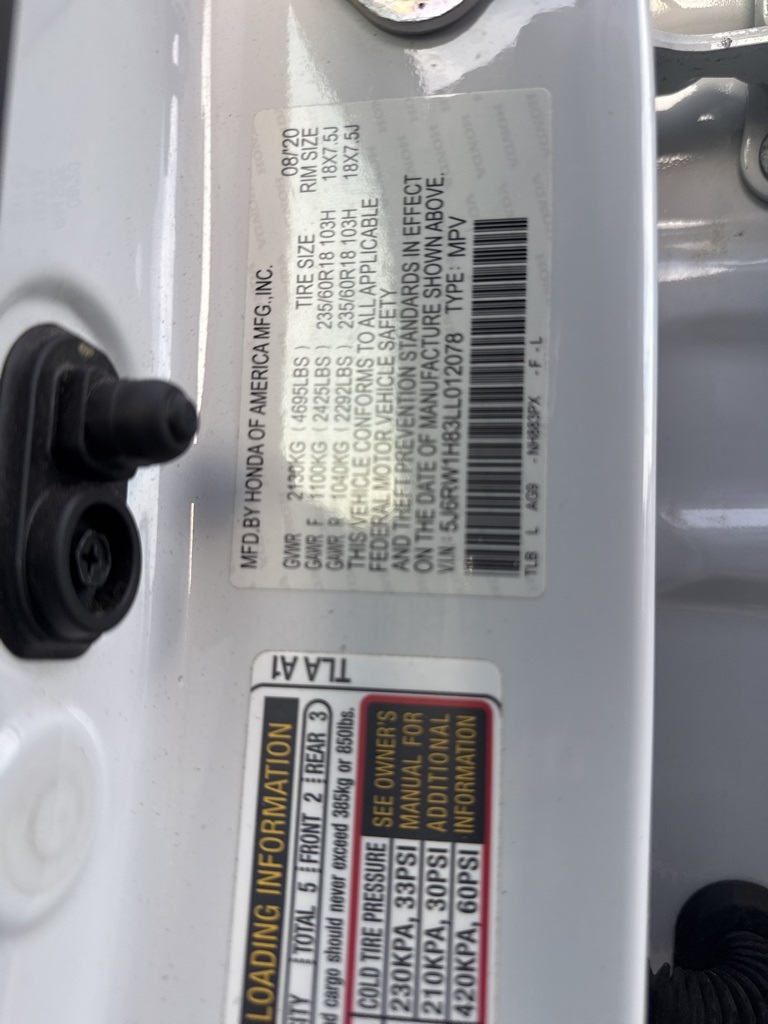 MFD.BY HONDA OF AMERICA MFG.,INC. 08/'20
GVWR 2130KG (4695LBS) TIRE SIZE RIM SIZE
GAWR F 1100KG (2425LBS) 235/60R18 103H 18X7.5J
GAWR R 1040KG (2292LBS) 235/60R18 103H 18X7.5J
THIS VEHICLE CONFORMS TO ALL APPLICABLE
FEDERAL MOTOR VEHICLE SAFETY
AND THEFT PREVENTION STANDARDS IN EFFECT
ON THE DATE OF MANUFACTURE SHOWN ABOVE.
V.I.N : 5J6RW1H83LL012078 TYPE: MPV
TLB L AG9 - NH883PX - F - L
TLA A1
LOADING INFORMATION
CITY TOTAL 5 FRONT 2 REAR 3
d cargo should never exceed 385kg or 850lbs.
COLD TIRE PRESSURE
230KPA, 33PSI
210KPA, 30PSI
420KPA, 60PSI
SEE OWNER'S
MANUAL FOR
ADDITIONAL
INFORMATION